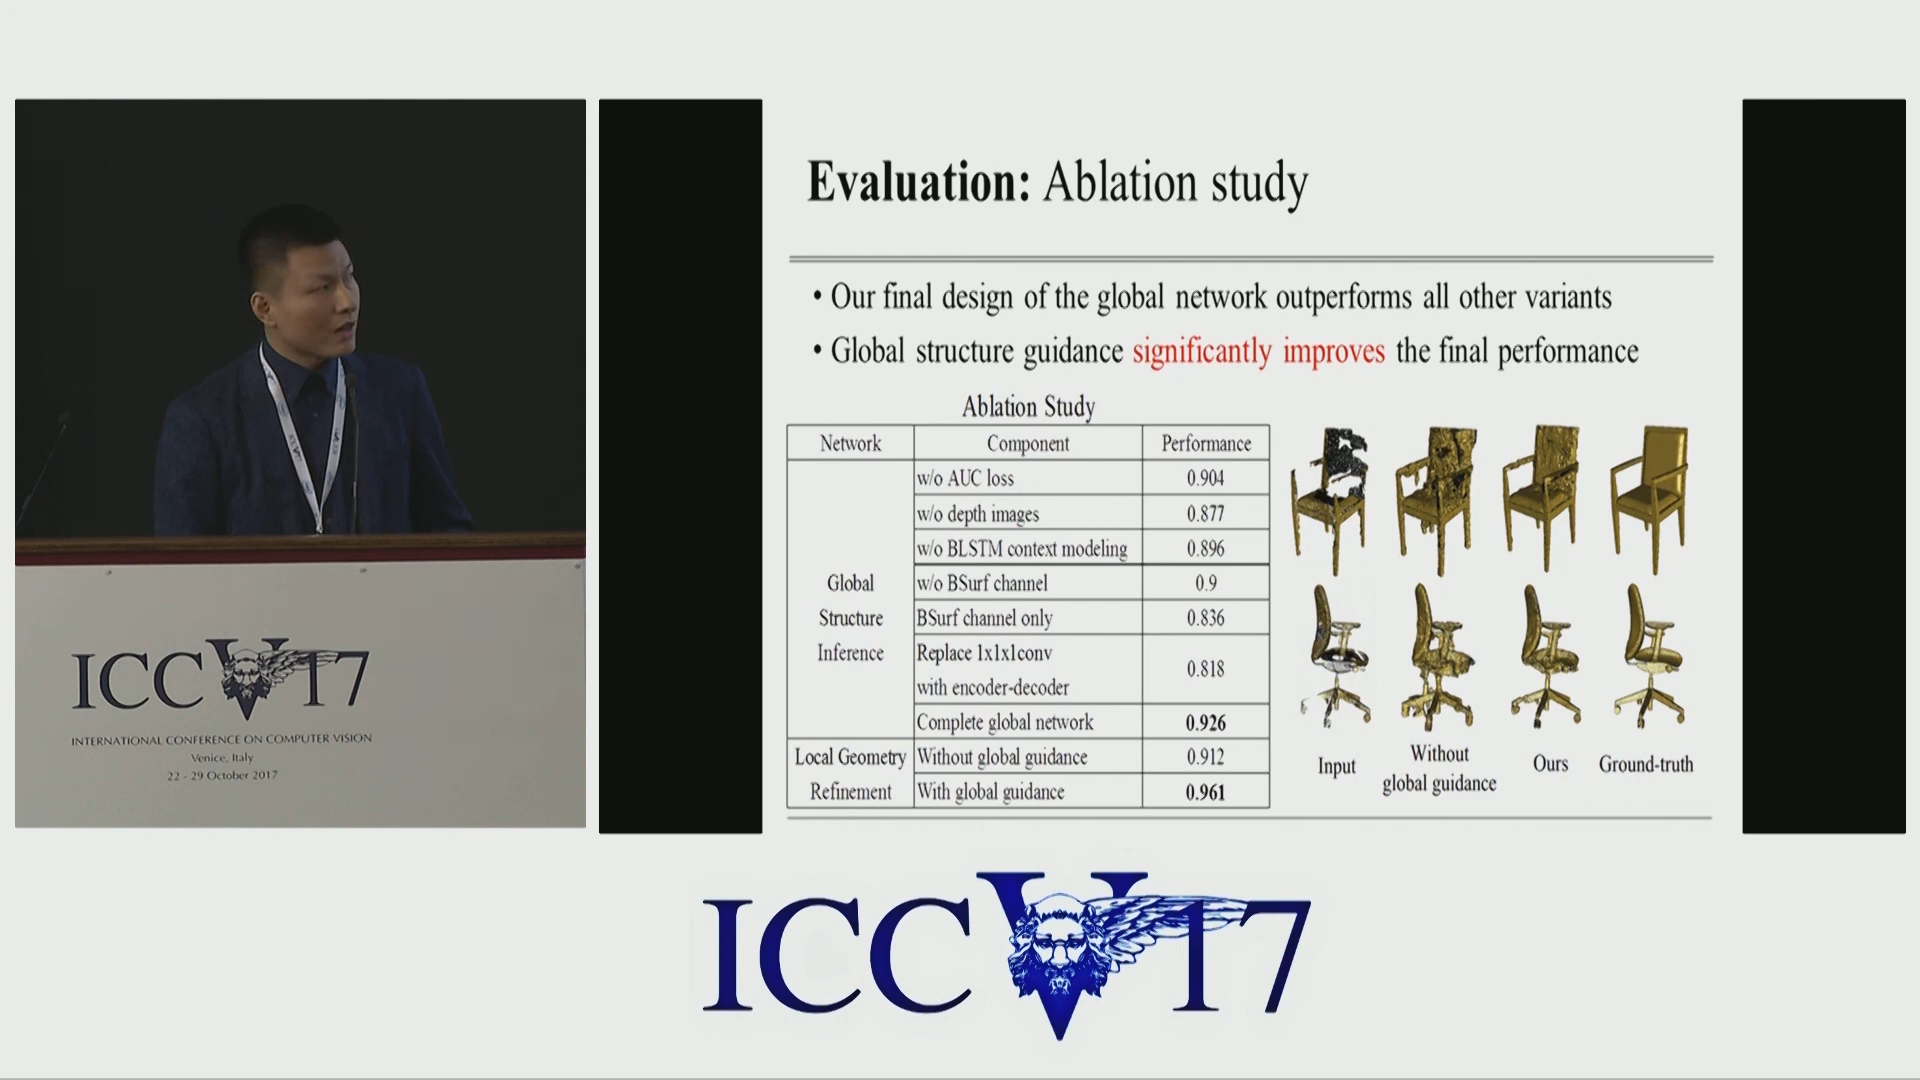 Evaluation: Ablation study
• Our final design of the global network outperforms all other variants
• Global structure guidance significantly improves the final performance
Ablation Study
Network Component Performance
Global
Structure
Inference
w/o AUC loss 0.904
w/o depth images 0.877
w/o BLSTM context modeling 0.896
w/o BSurf channel 0.9
BSurf channel only 0.836
Replace 1x1x1conv
with encoder-decoder 0.818
Complete global network 0.926
Local Geometry
Refinement
Without global guidance 0.912
With global guidance 0.961
Input
Without
global guidance
Ours
Ground-truth
ICCV17
INTERNATIONAL CONFERENCE ON COMPUTER VISION
Venice, Italy
22 - 29 October 2017
ICCV17